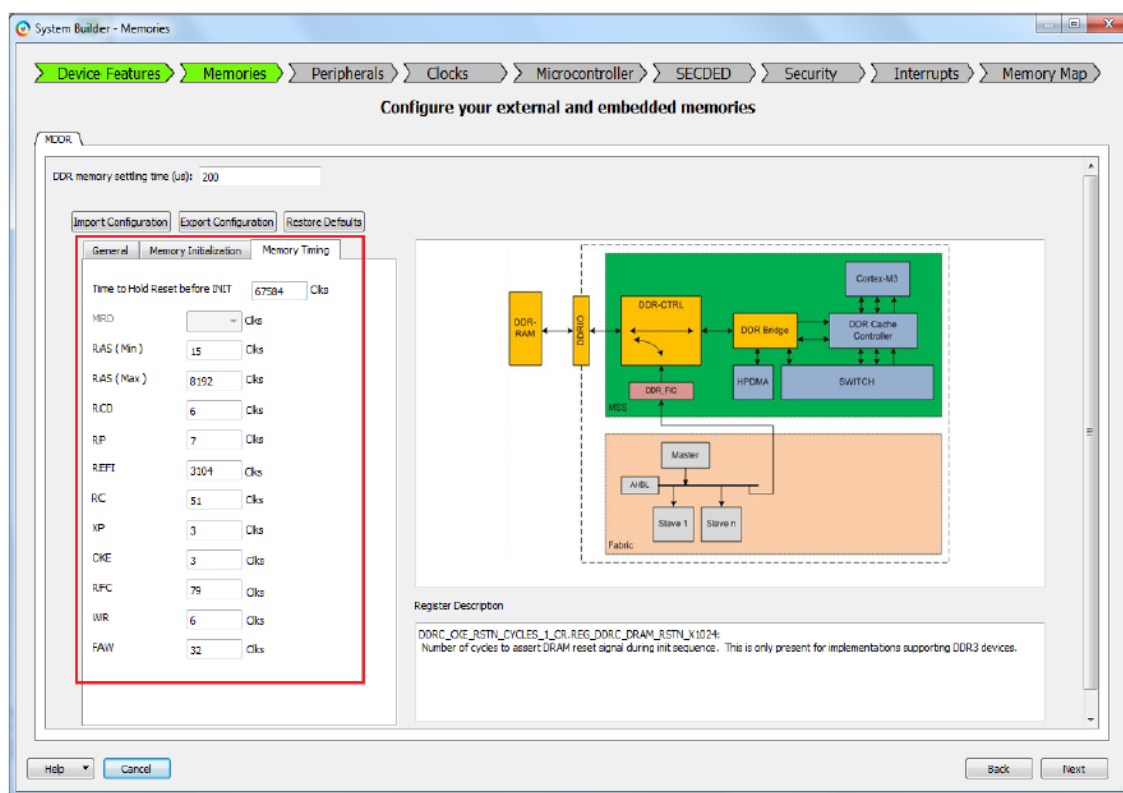 System Builder - Memories
Device Features Memories Peripherals Clocks Microcontroller SECDED Security Interrupts Memory Map
Configure your external and embedded memories
MDDR
DDR memory settling time (us): 200
Import Configuration Export Configuration Restore Defaults
General Memory Initialization Memory Timing
Time to Hold Reset before INIT 67584 Clks
MRD Clks
RAS ( Min ) 15 Clks
RAS ( Max ) 8192 Clks
RCD 6 Clks
RP 7 Clks
REFI 3104 Clks
RC 51 Clks
XP 3 Clks
CKE 3 Clks
RFC 79 Clks
WR 6 Clks
FAW 32 Clks
Cortex-M3
DDR-RAM
DDRIO
DDR-CTRL
DDR Bridge
DDR Cache Controller
DDR_FIC
HPDMA
SWITCH
MSS
Master
AHBL
Slave 1
Slave n
Fabric
Register Description
DDRC_CKE_RSTN_CYCLES_1_CR.REG_DDRC_DRAM_RSTN_X1024:
Number of cycles to assert DRAM reset signal during init sequence. This is only present for implementations supporting DDR3 devices.
Help Cancel Back Next